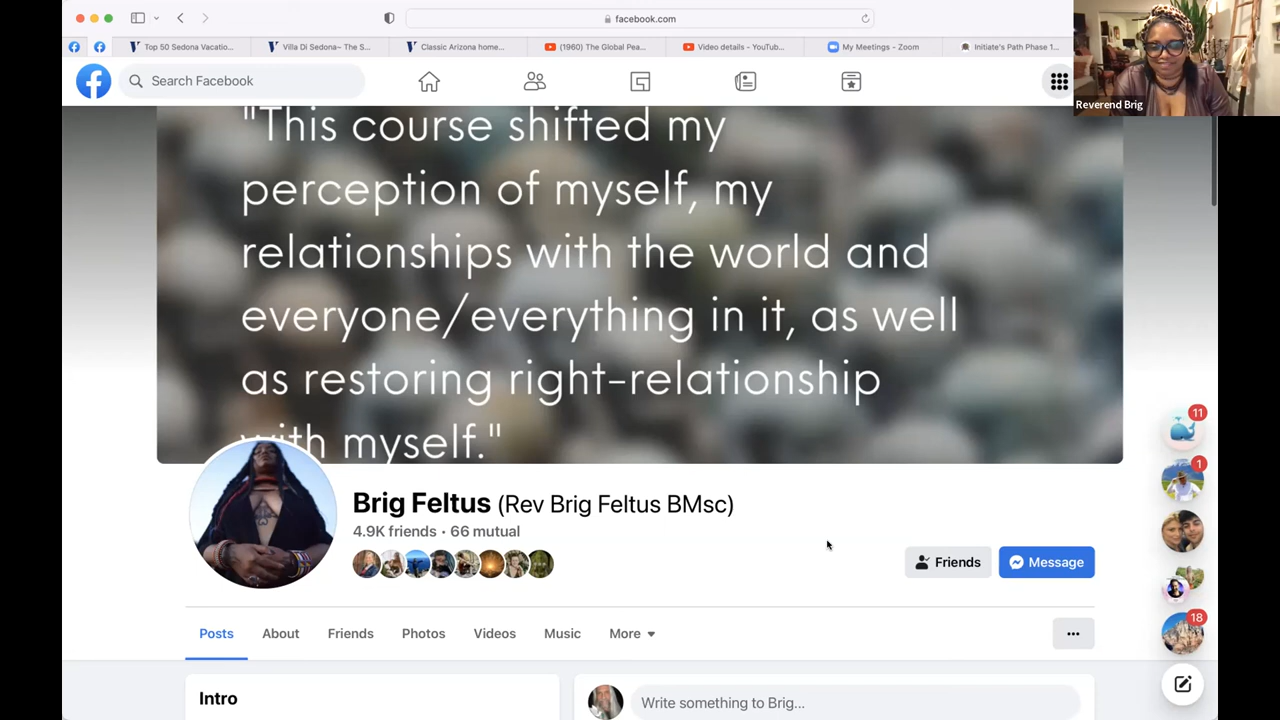 facebook.com
Top 50 Sedona Vacatio...
Villa Di Sedona– The S...
Classic Arizona home...
(1960) The Global Pea...
Video details - YouTub...
My Meetings - Zoom
Initiate's Path Phase 1...
Search Facebook
Reverend Brig
"This course shifted my
perception of myself, my
relationships with the world and
everyone/everything in it, as well
as restoring right-relationship
with myself."
Brig Feltus (Rev Brig Feltus BMsc)
4.9K friends · 66 mutual
Friends
Message
Posts
About
Friends
Photos
Videos
Music
More
11
1
18
Intro
Write something to Brig...